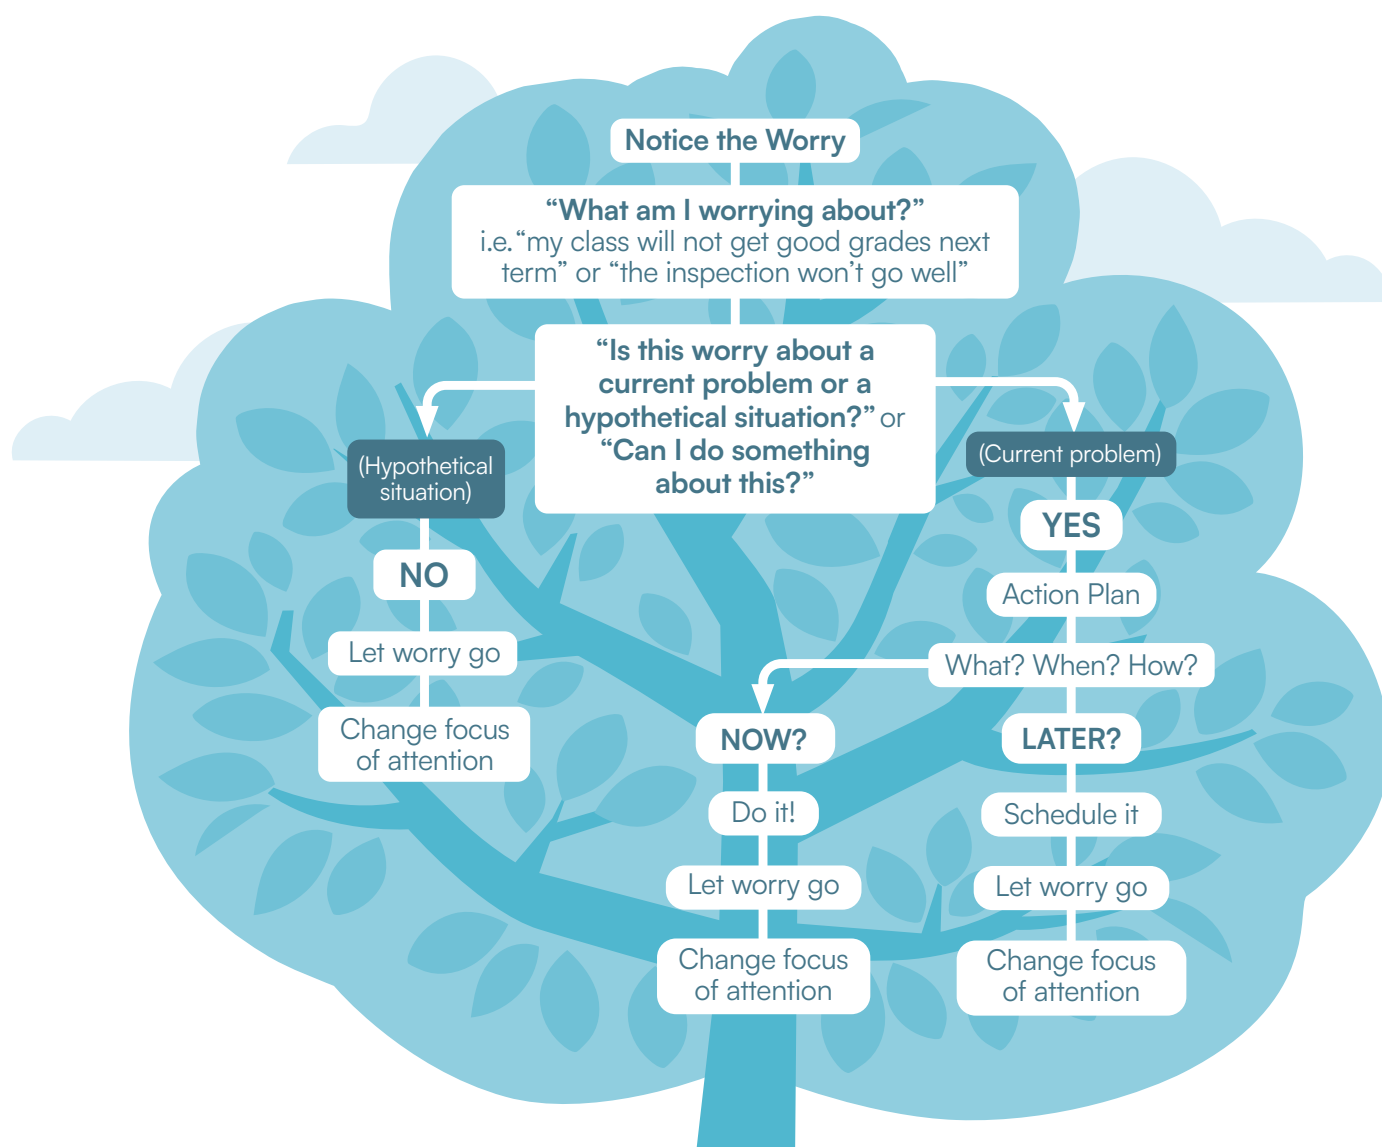 Notice the Worry
“What am I worrying about?”
i.e. “my class will not get good grades next
term” or “the inspection won’t go well”
“Is this worry about a
current problem or a
hypothetical situation?” or
“Can I do something
about this?”
(Hypothetical
situation)
NO
Let worry go
Change focus
of attention
(Current problem)
YES
Action Plan
What? When? How?
NOW?
Do it!
Let worry go
Change focus
of attention
LATER?
Schedule it
Let worry go
Change focus
of attention